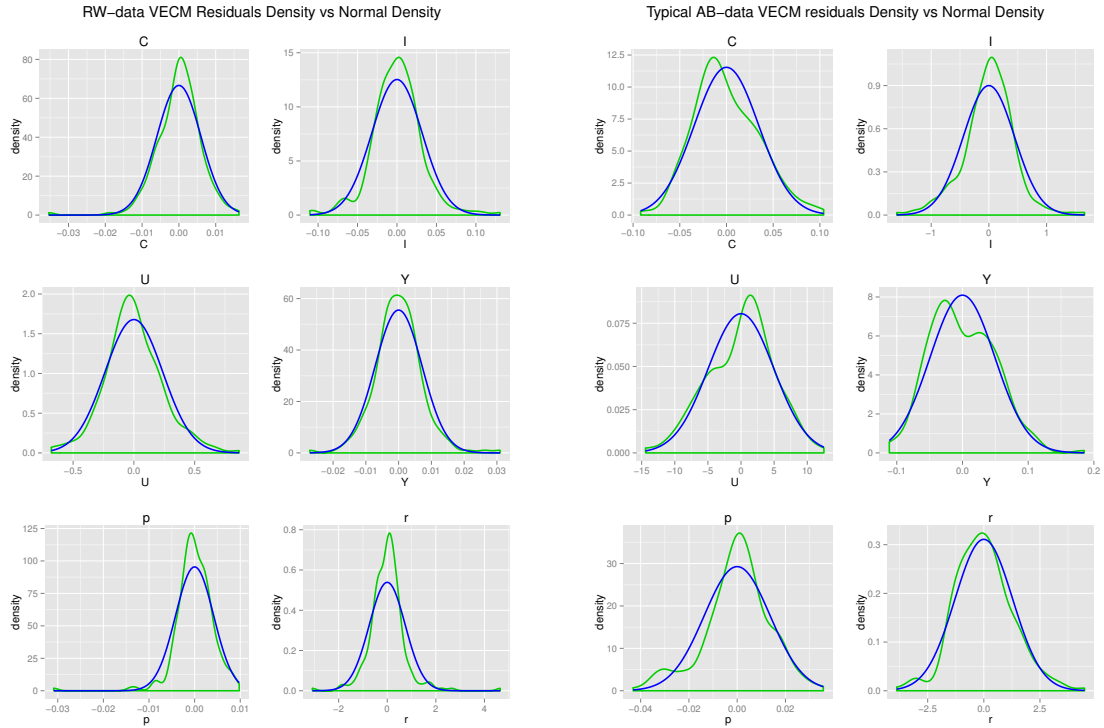 RW−data VECM Residuals Density vs Normal Density
C
80
60
40
20
0
density
−0.03 −0.02 −0.01 0.00 0.01
C
I
15
10
5
0
density
−0.10 −0.05 0.00 0.05 0.10
I
U
2.0
1.5
1.0
0.5
0.0
density
−0.5 0.0 0.5
U
Y
60
40
20
0
density
−0.02 −0.01 0.00 0.01 0.02 0.03
Y
p
125
100
75
50
25
0
density
−0.03 −0.02 −0.01 0.00 0.01
p
r
0.8
0.6
0.4
0.2
0.0
density
−2 0 2 4
r
Typical AB−data VECM residuals Density vs Normal Density
C
12.5
10.0
7.5
5.0
2.5
0.0
density
−0.10 −0.05 0.00 0.05 0.10
C
I
0.9
0.6
0.3
0.0
density
−1 0 1
I
U
0.075
0.050
0.025
0.000
density
−15 −10 −5 0 5 10
U
Y
8
6
4
2
0
density
−0.1 0.0 0.1 0.2
Y
p
30
20
10
0
density
−0.04 −0.02 0.00 0.02
p
r
0.3
0.2
0.1
0.0
density
−2.5 0.0 2.5
r